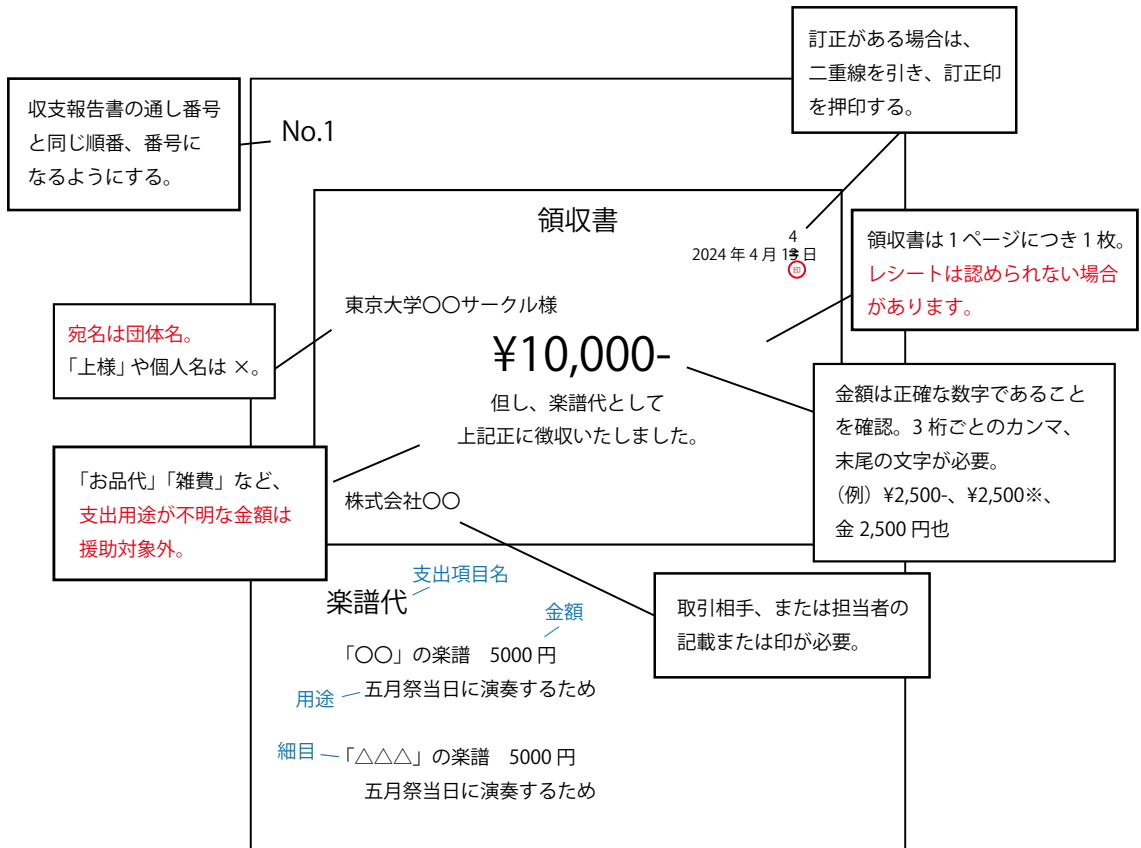 訂正がある場合は、
二重線を引き、訂正印
を押印する。
収支報告書の通し番号
と同じ順番、番号に
なるようにする。
No.1
領収書
4
2024 年 4 月 13 日
印
領収書は 1 ページにつき 1 枚。
レシートは認められない場合
があります。
東京大学〇〇サークル様
宛名は団体名。
「上様」や個人名は ×。
¥10,000-
但し、楽譜代として
上記正に徴収いたしました。
金額は正確な数字であること
を確認。3 桁ごとのカンマ、
末尾の文字が必要。
（例）¥2,500-、¥2,500※、
金 2,500 円也
「お品代」「雑費」など、
支出用途が不明な金額は
援助対象外。
株式会社〇〇
取引相手、または担当者の
記載または印が必要。
支出項目名
楽譜代
金額
「〇〇」の楽譜　5000 円
用途
五月祭当日に演奏するため
細目
「△△△」の楽譜　5000 円
五月祭当日に演奏するため